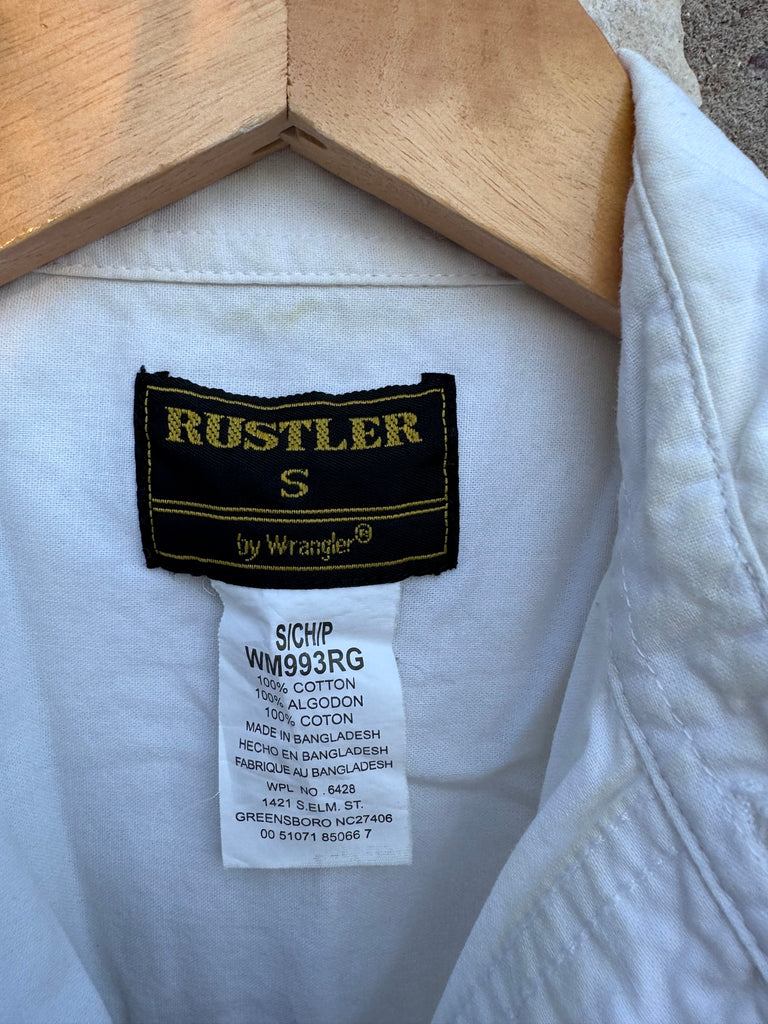 RUSTLER
S
by Wrangler®
S/CH/P
WM993RG
100% COTTON
100% ALGODON
100% COTON
MADE IN BANGLADESH
HECHO EN BANGLADESH
FABRIQUE AU BANGLADESH
WPL NO . 6428
1421 S.ELM. ST.
GREENSBORO NC27406
00 51071 85066 7